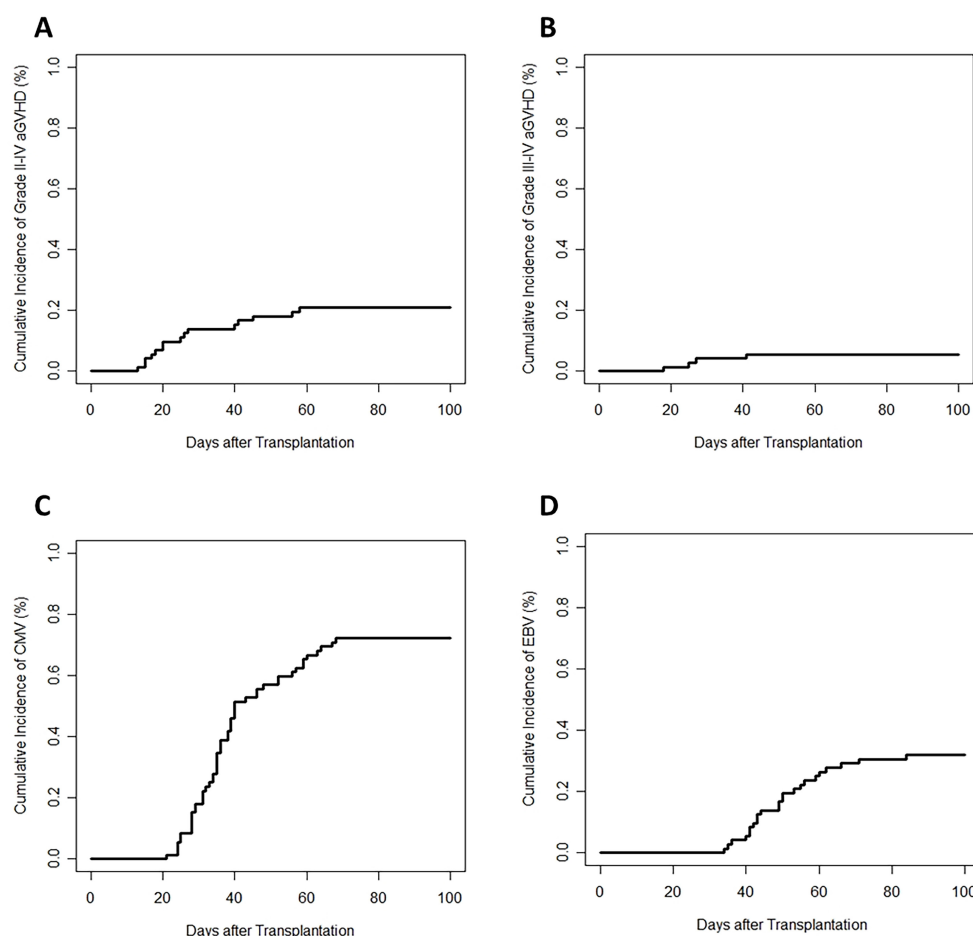 A
Cumulative Incidence of Grade II-IV aGVHD (%)
1.0
0.8
0.6
0.4
0.2
0.0
0 20 40 60 80 100
Days after Transplantation
B
Cumulative Incidence of Grade III-IV aGVHD (%)
1.0
0.8
0.6
0.4
0.2
0.0
0 20 40 60 80 100
Days after Transplantation
C
Cumulative Incidence of CMV (%)
1.0
0.8
0.6
0.4
0.2
0.0
0 20 40 60 80 100
Days after Transplantation
D
Cumulative Incidence of EBV (%)
1.0
0.8
0.6
0.4
0.2
0.0
0 20 40 60 80 100
Days after Transplantation